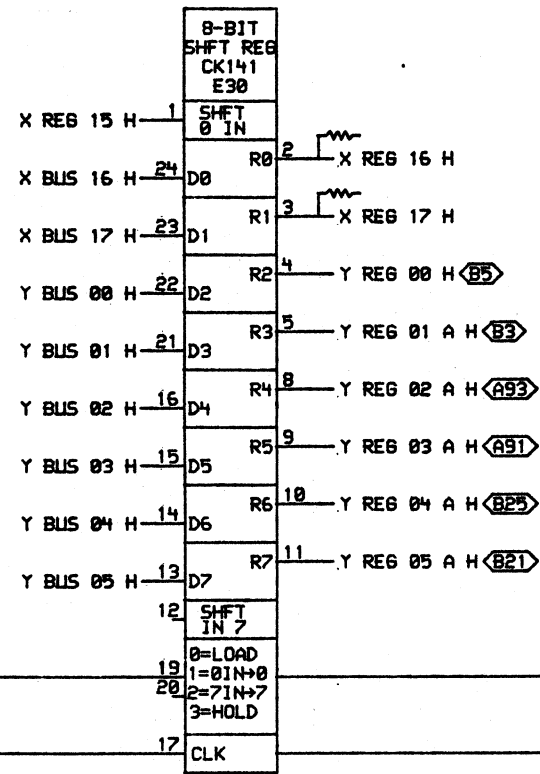 8-BIT
SHFT REG
CK141
E30
X REG 15 H 1 SHFT
0 IN
R0 2 X REG 16 H
X BUS 16 H 24 D0
R1 3 X REG 17 H
X BUS 17 H 23 D1
R2 4 Y REG 00 H B5
Y BUS 00 H 22 D2
R3 5 Y REG 01 A H B3
Y BUS 01 H 21 D3
R4 8 Y REG 02 A H A93
Y BUS 02 H 16 D4
R5 9 Y REG 03 A H A91
Y BUS 03 H 15 D5
R6 10 Y REG 04 A H B25
Y BUS 04 H 14 D6
R7 11 Y REG 05 A H B21
Y BUS 05 H 13 D7
12 SHFT
IN 7
0=LOAD
19 1=0IN→0
20 2=7IN→7
3=HOLD
17 CLK